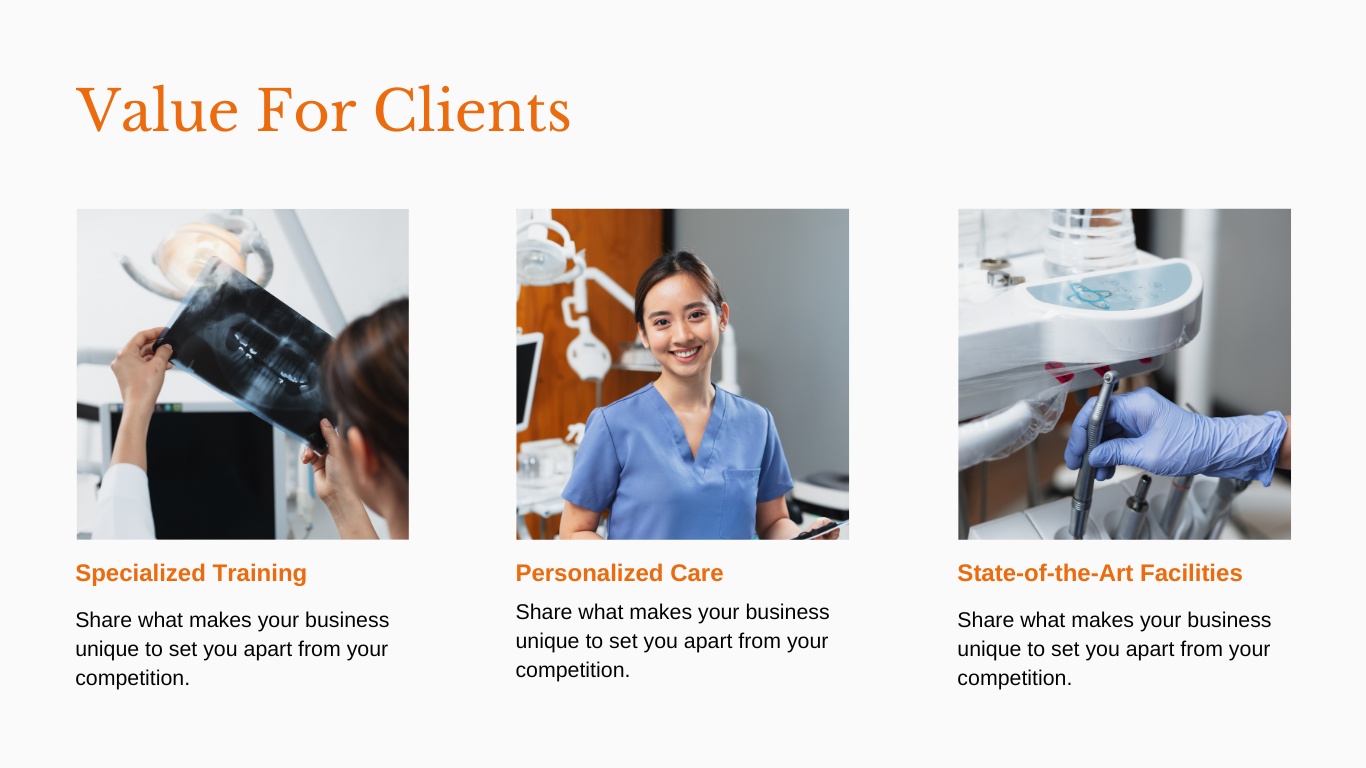 Value For Clients
Specialized Training
Share what makes your business
unique to set you apart from your
competition.
Personalized Care
Share what makes your business
unique to set you apart from your
competition.
State-of-the-Art Facilities
Share what makes your business
unique to set you apart from your
competition.